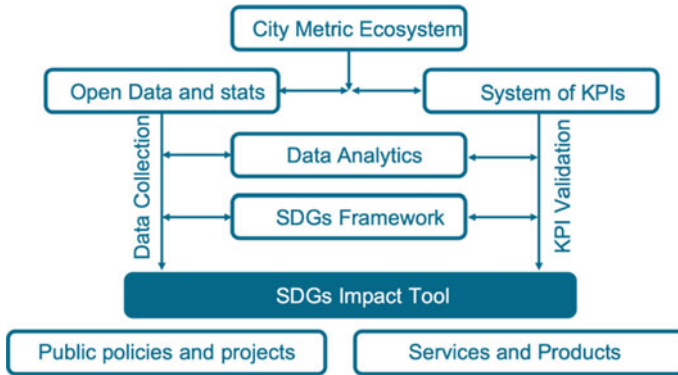 City Metric Ecosystem
Open Data and stats
System of KPIs
Data Collection
Data Analytics
KPI Validation
SDGs Framework
SDGs Impact Tool
Public policies and projects
Services and Products